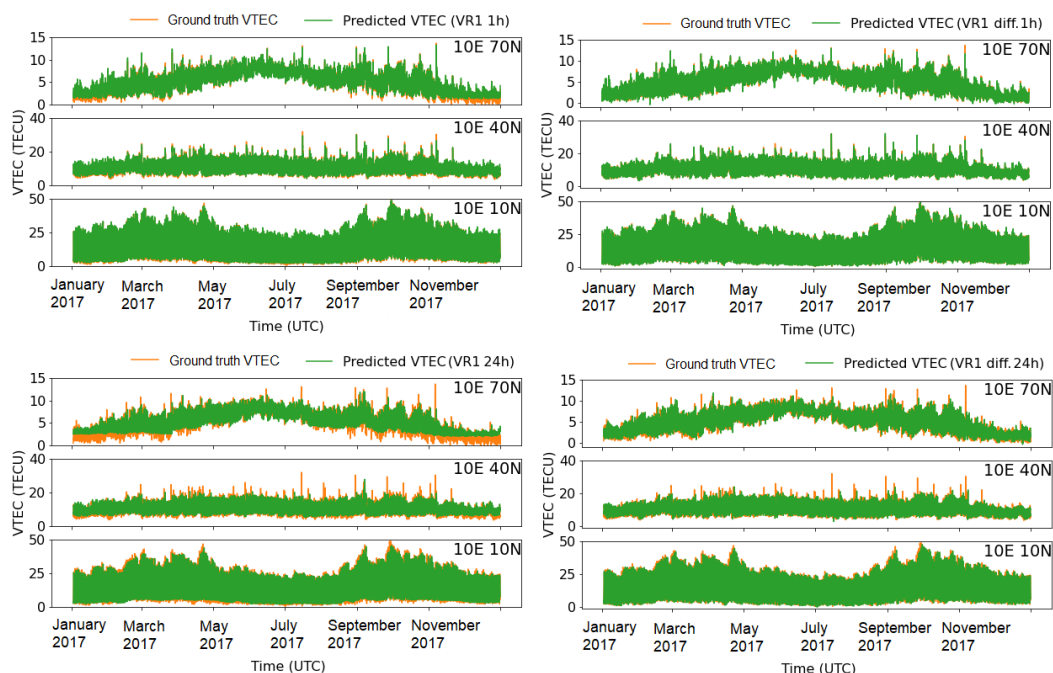 Ground truth VTEC Predicted VTEC (VR1 1h)
15
10
5
0
10E 70N
VTEC (TECU)
40
20
0
10E 40N
50
25
0
10E 10N
January 2017 March 2017 May 2017 July 2017 September 2017 November 2017
Time (UTC)
Ground truth VTEC Predicted VTEC (VR1 diff.1h)
15
10
5
0
10E 70N
VTEC (TECU)
40
20
0
10E 40N
50
25
0
10E 10N
January 2017 March 2017 May 2017 July 2017 September 2017 November 2017
Time (UTC)
Ground truth VTEC Predicted VTEC (VR1 24h)
15
10
5
0
10E 70N
VTEC (TECU)
40
20
0
10E 40N
50
25
0
10E 10N
January 2017 March 2017 May 2017 July 2017 September 2017 November 2017
Time (UTC)
Ground truth VTEC Predicted VTEC (VR1 diff.24h)
15
10
5
0
10E 70N
VTEC (TECU)
40
20
0
10E 40N
50
25
0
10E 10N
January 2017 March 2017 May 2017 July 2017 September 2017 November 2017
Time (UTC)